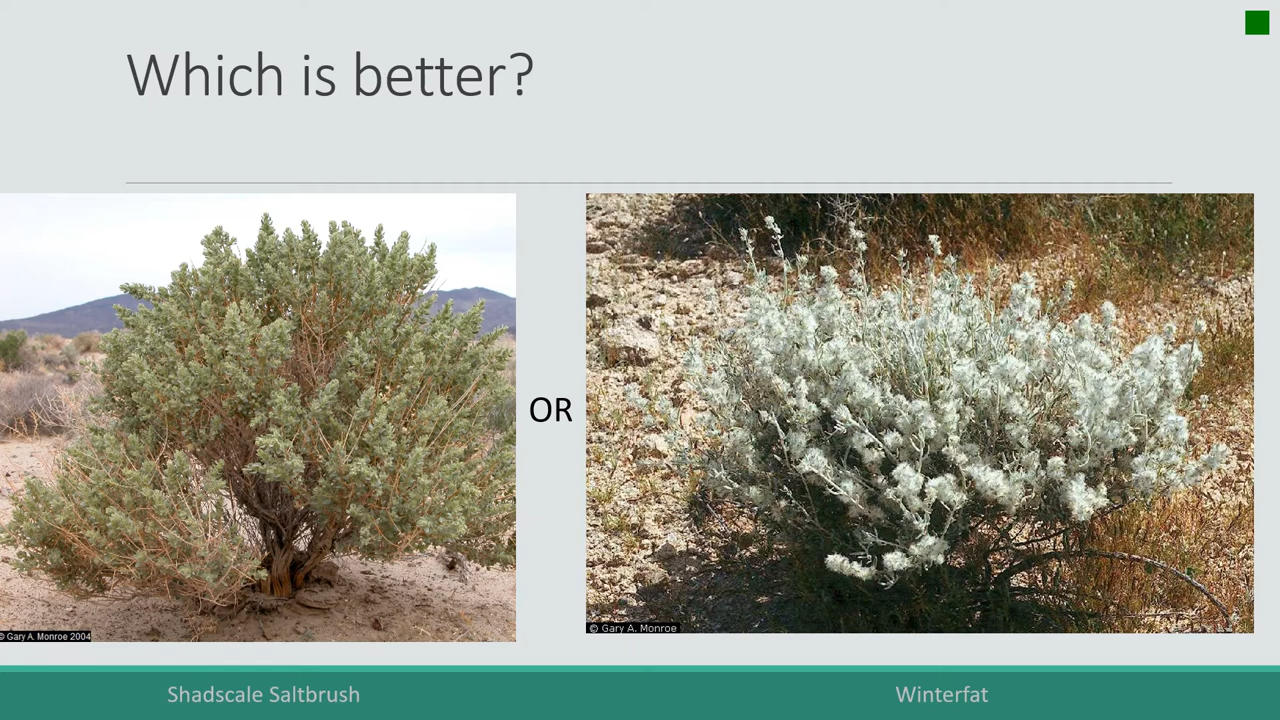 Which is better?
OR
© Gary A. Monroe 2004
© Gary A. Monroe
Shadscale Saltbrush
Winterfat